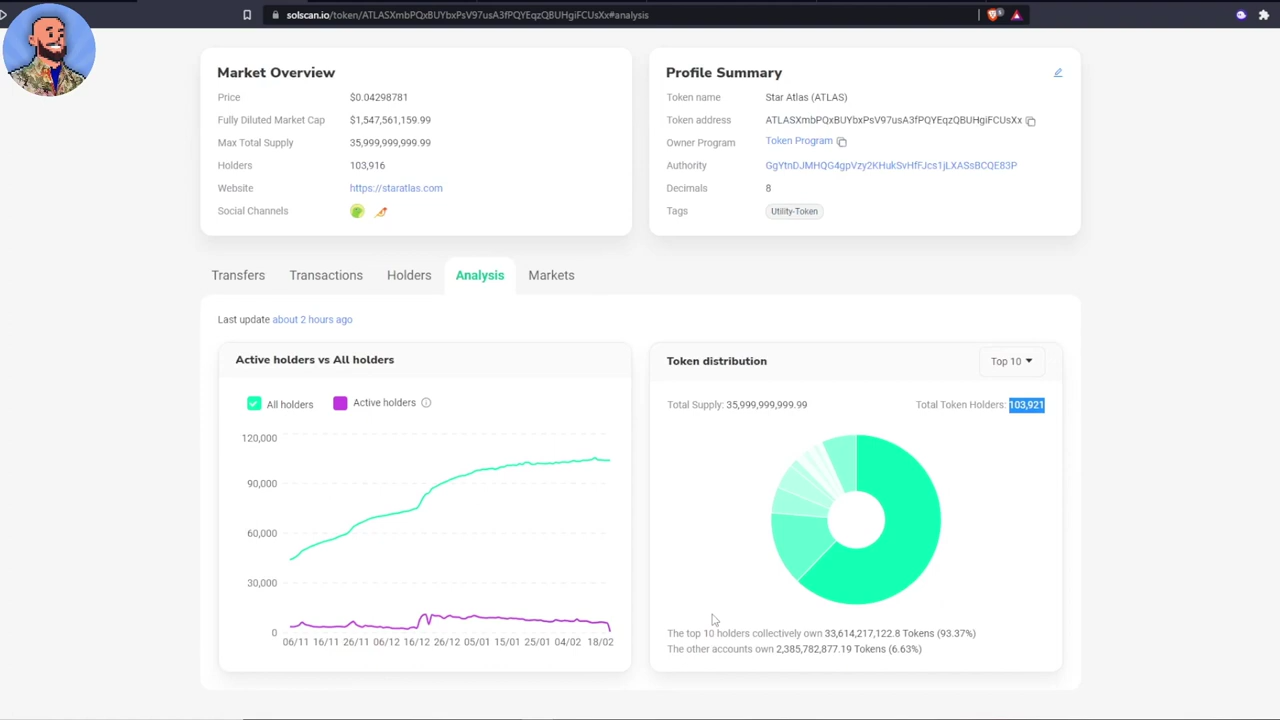 solscan.io/token/ATLASXmbPQxBUYbxPsV97usA3fPQYEqzQBUHgiFCUsXx#analysis
Market Overview
Price $0.04298781
Fully Diluted Market Cap $1,547,561,159.99
Max Total Supply 35,999,999,999.99
Holders 103,916
Website https://staratlas.com
Social Channels
Profile Summary
Token name Star Atlas (ATLAS)
Token address ATLASXmbPQxBUYbxPsV97usA3fPQYEqzQBUHgiFCUsXx
Owner Program Token Program
Authority GgYtnDJMHQG4gpVzy2KHukSvHfFJcs1jLXASsBCQE83P
Decimals 8
Tags Utility-Token
Transfers Transactions Holders Analysis Markets
Last update about 2 hours ago
Active holders vs All holders
All holders Active holders
120,000
90,000
60,000
30,000
0
06/11 16/11 26/11 06/12 16/12 26/12 05/01 15/01 25/01 04/02 18/02
Token distribution Top 10
Total Supply: 35,999,999,999.99 Total Token Holders: 103,921
The top 10 holders collectively own 33,614,217,122.8 Tokens (93.37%)
The other accounts own 2,385,782,877.19 Tokens (6.63%)